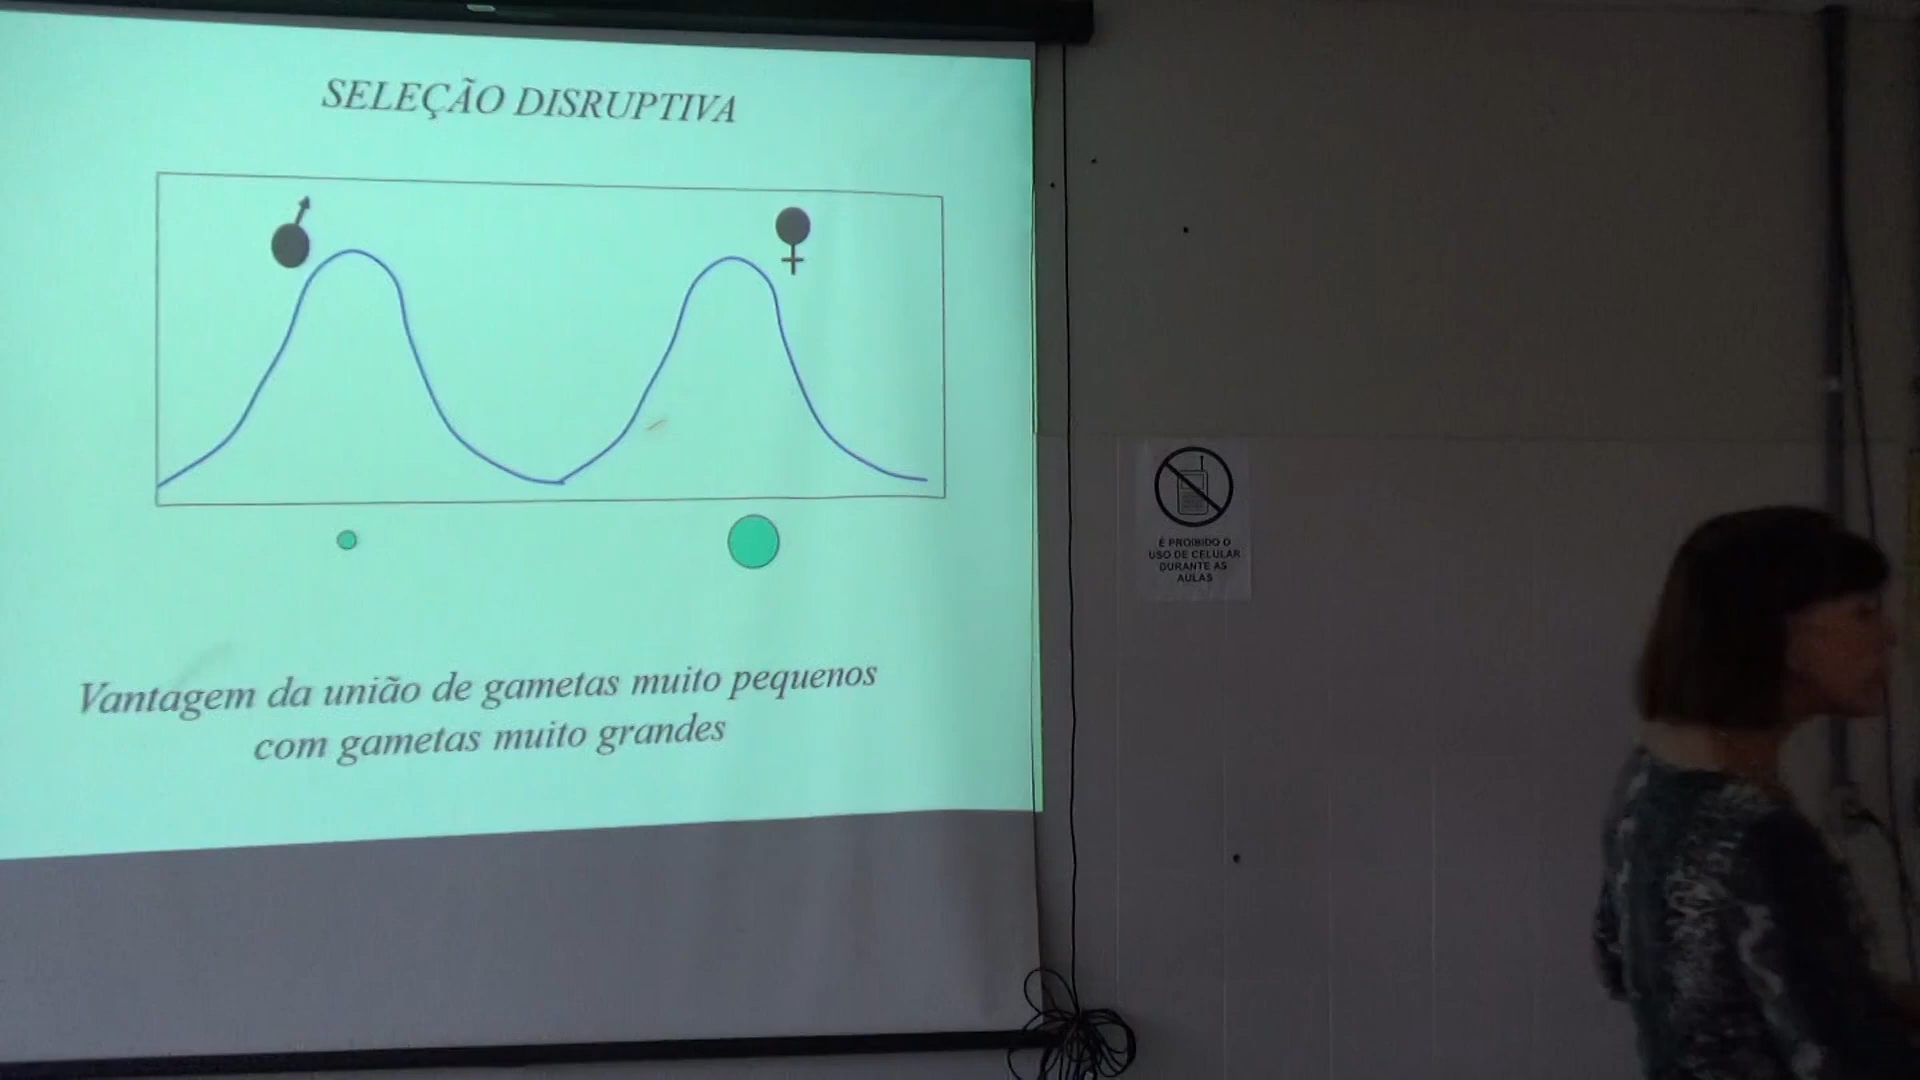 SELEÇÃO DISRUPTIVA
Vantagem da união de gametas muito pequenos
com gametas muito grandes
É PROIBIDO O
USO DE CELULAR
DURANTE AS
AULAS